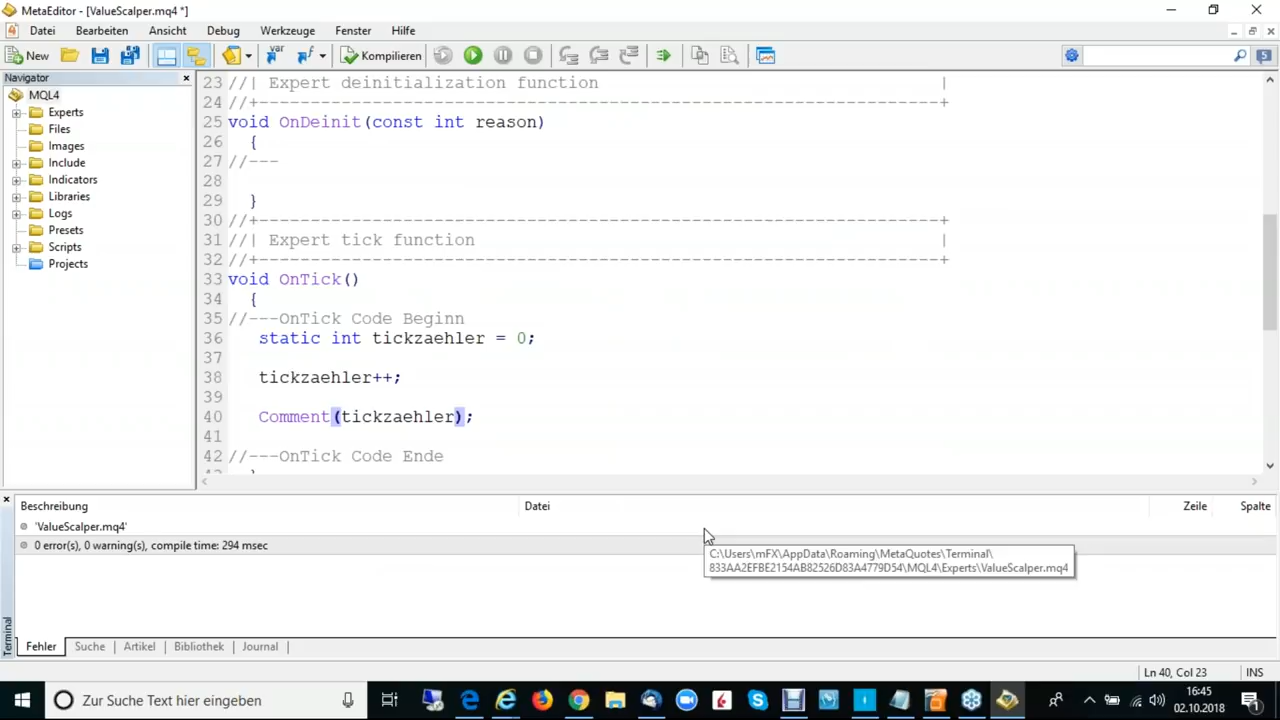 MetaEditor - [ValueScalper.mq4 *]
Datei Bearbeiten Ansicht Debug Werkzeuge Fenster Hilfe
New var Kompilieren 5
Navigator
MQL4
Experts
Files
Images
Include
Indicators
Libraries
Logs
Presets
Scripts
Projects
23 //| Expert deinitialization function |
24 //+------------------------------------------------------------------+
25 void OnDeinit(const int reason)
26 {
27 //---
28
29 }
30 //+------------------------------------------------------------------+
31 //| Expert tick function |
32 //+------------------------------------------------------------------+
33 void OnTick()
34 {
35 //---OnTick Code Beginn
36 static int tickzaehler = 0;
37
38 tickzaehler++;
39
40 Comment(tickzaehler);
41
42 //---OnTick Code Ende
Beschreibung Datei Zeile Spalte
'ValueScalper.mq4'
0 error(s), 0 warning(s), compile time: 294 msec
C:\Users\mFX\AppData\Roaming\MetaQuotes\Terminal\
833AA2EFBE2154AB82526D83A4779D54\MQL4\Experts\ValueScalper.mq4
Terminal
Fehler | Suche | Artikel | Bibliothek | Journal |
Ln 40, Col 23 INS
Zur Suche Text hier eingeben
16:45
02.10.2018